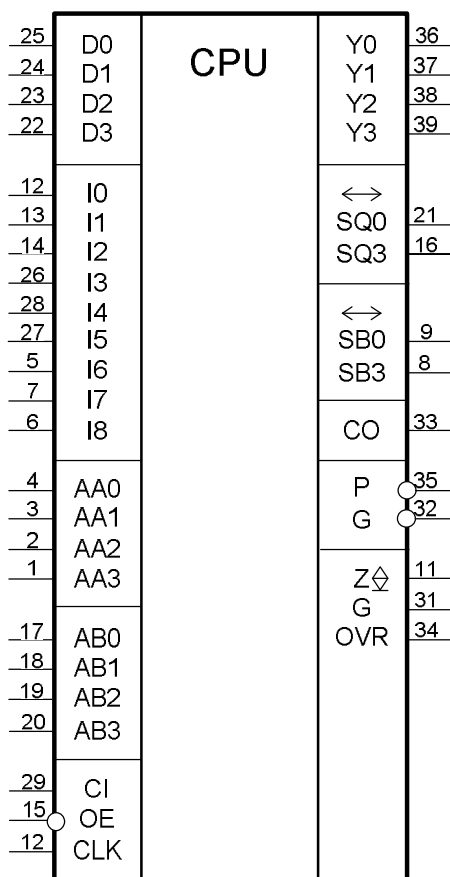 CPU
25 D0 Y0 36
24 D1 Y1 37
23 D2 Y2 38
22 D3 Y3 39
12 I0 ↔
13 I1 SQ0 21
14 I2 SQ3 16
26 I3
28 I4 ↔
27 I5 SB0 9
5 I6 SB3 8
7 I7
6 I8 CO 33
4 AA0 P 35
3 AA1 G 32
2 AA2
1 AA3 Z 11
G 31
17 AB0 OVR 34
18 AB1
19 AB2
20 AB3
29 CI
15 OE
12 CLK